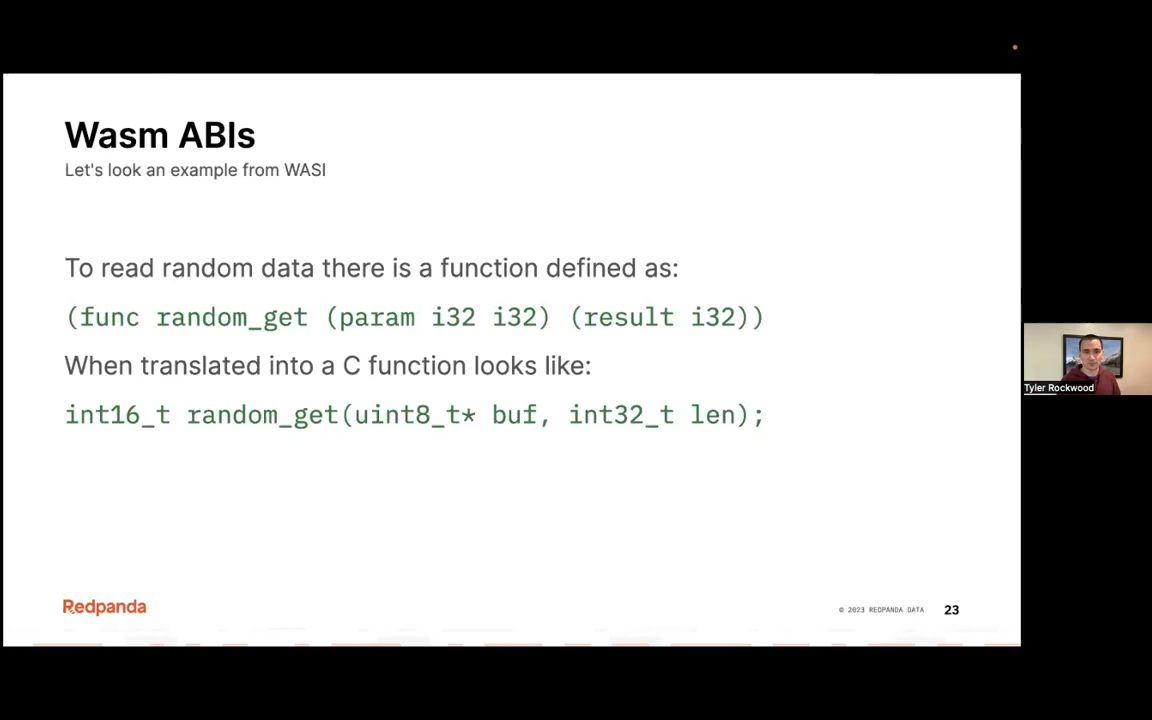 Wasm ABIs
Let's look an example from WASI
To read random data there is a function defined as:
(func random_get (param i32 i32) (result i32))
When translated into a C function looks like:
int16_t random_get(uint8_t* buf, int32_t len);
Redpanda
© 2023 REDPANDA DATA
23
Tyler Rockwood